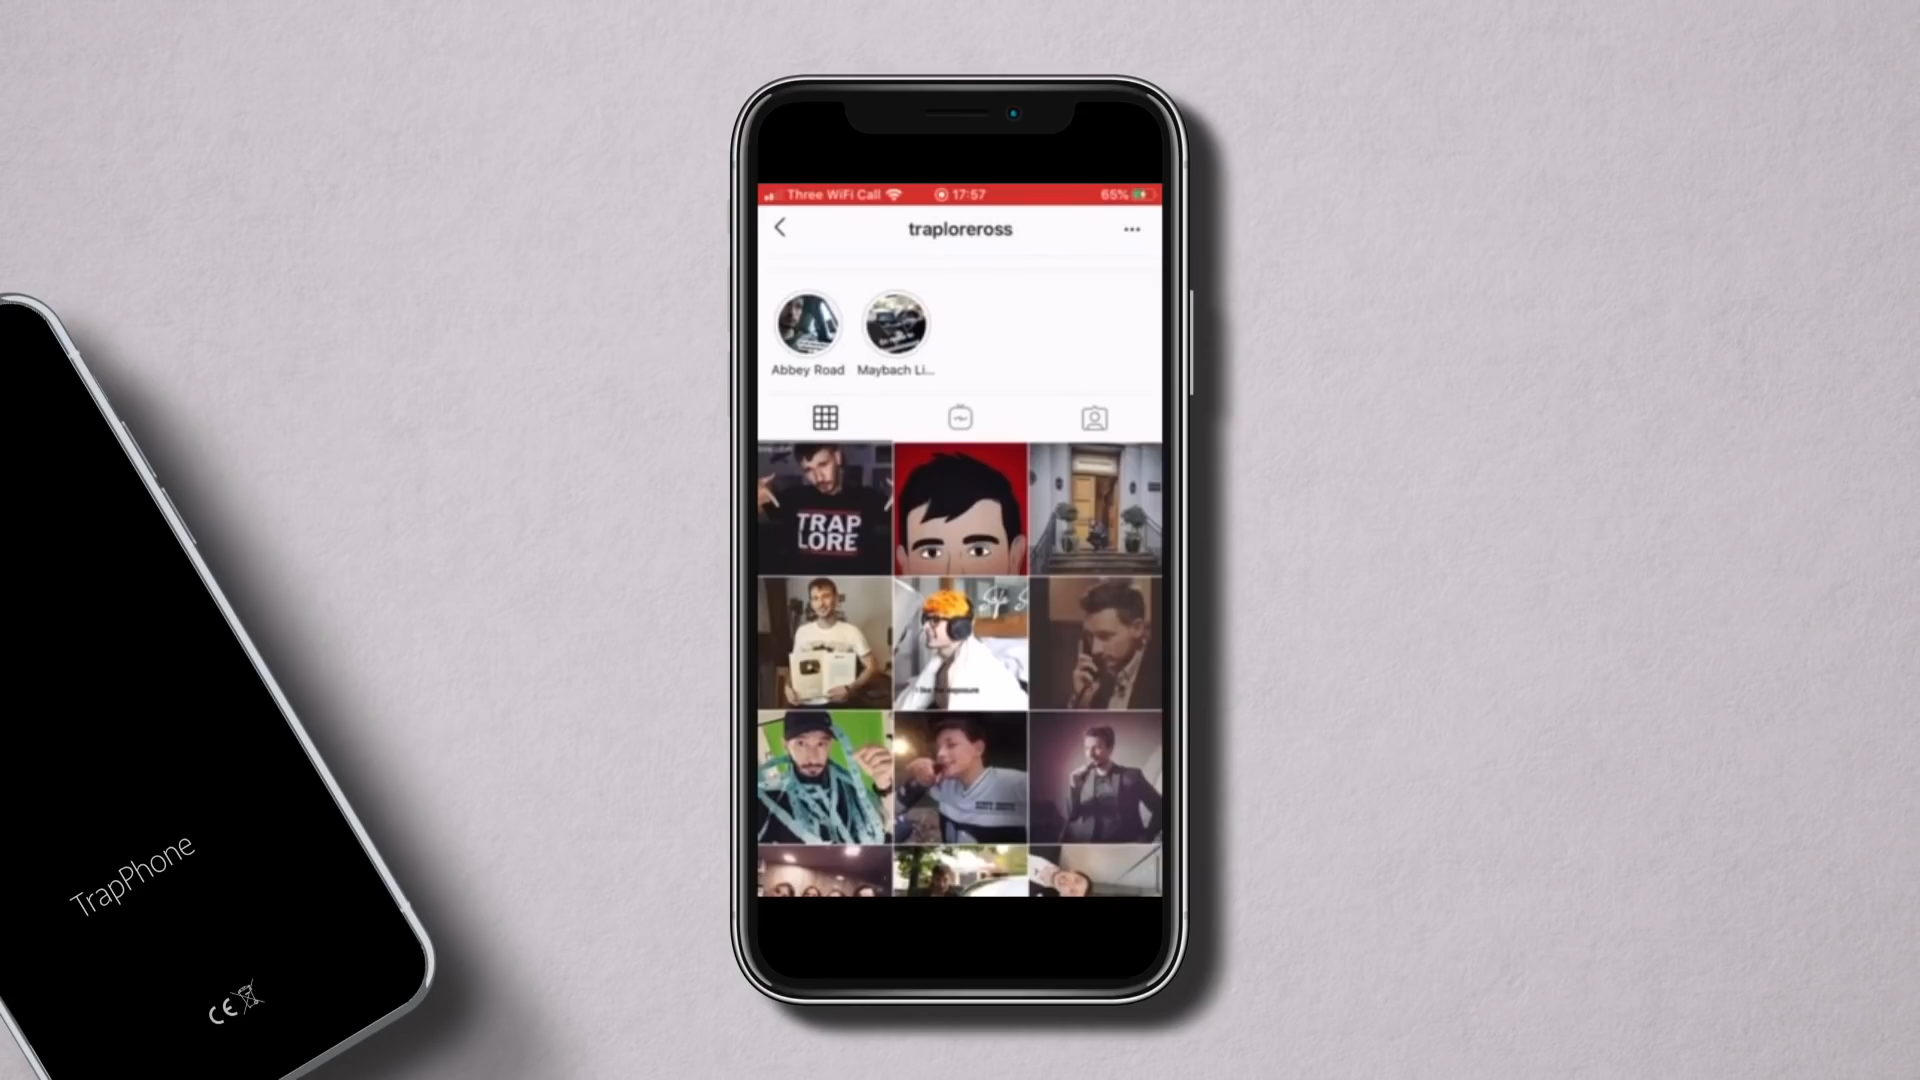 Three WiFi Call 17:57 65%
traploreross
Abbey Road Maybach Li...
TRAP
LORE
TrapPhone
CE